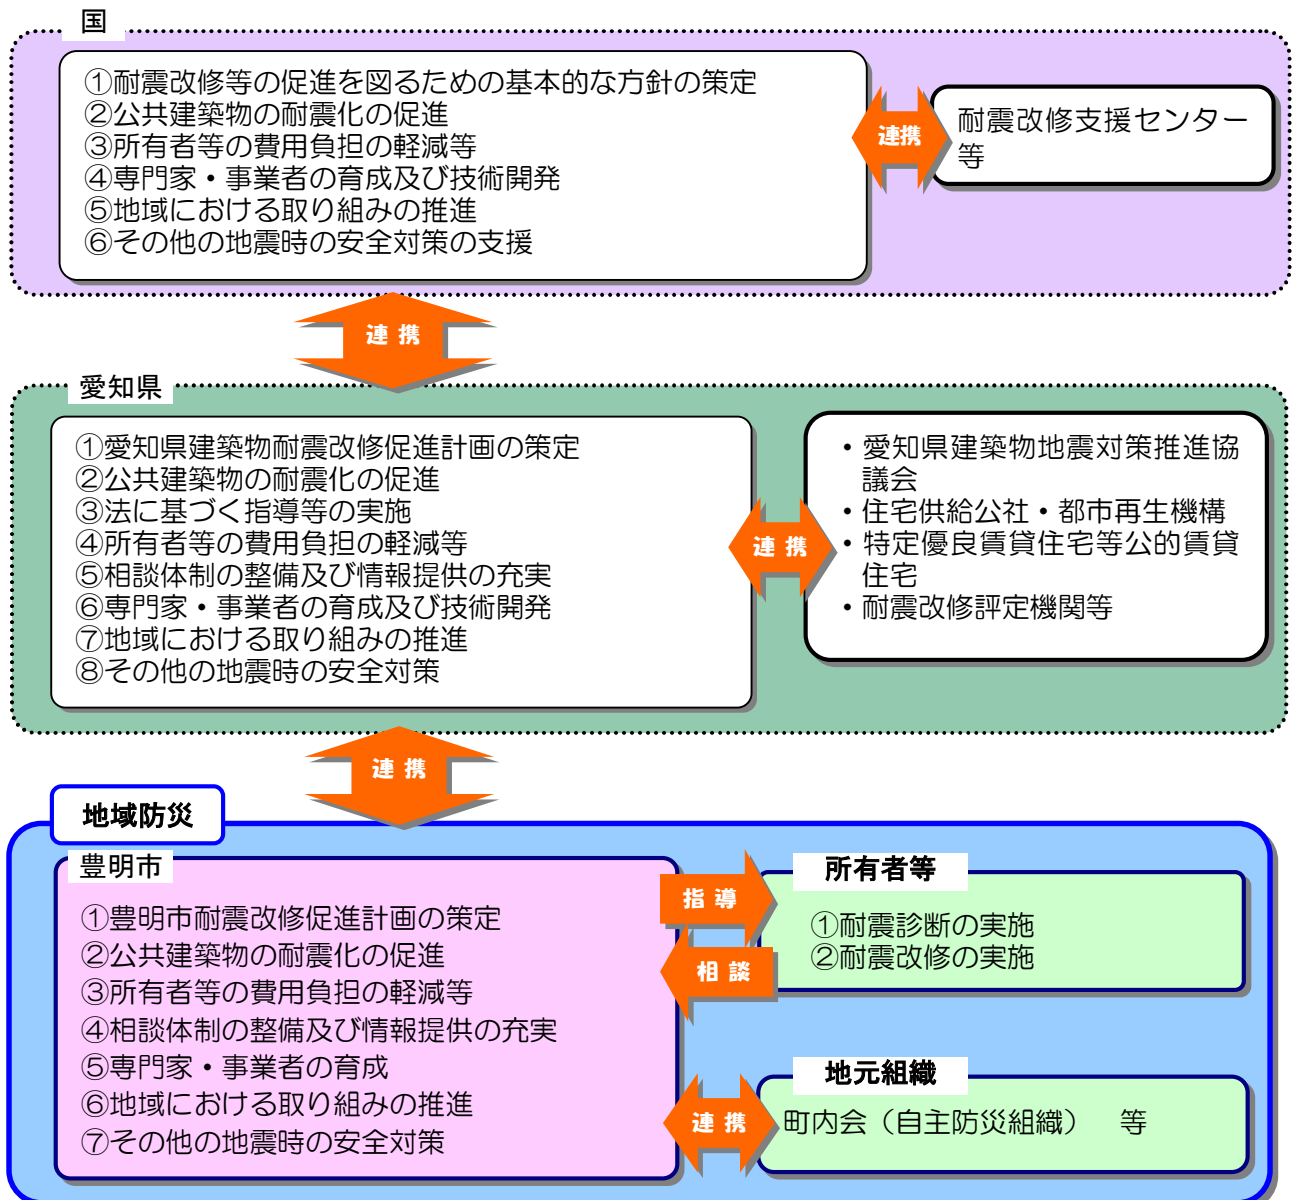 国
①耐震改修等の促進を図るための基本的な方針の策定
②公共建築物の耐震化の促進
③所有者等の費用負担の軽減等
④専門家・事業者の育成及び技術開発
⑤地域における取り組みの推進
⑥その他の地震時の安全対策の支援
連携
耐震改修支援センター
等
連携
愛知県
①愛知県建築物耐震改修促進計画の策定
②公共建築物の耐震化の促進
③法に基づく指導等の実施
④所有者等の費用負担の軽減等
⑤相談体制の整備及び情報提供の充実
⑥専門家・事業者の育成及び技術開発
⑦地域における取り組みの推進
⑧その他の地震時の安全対策
連携
・愛知県建築物地震対策推進協
議会
・住宅供給公社・都市再生機構
・特定優良賃貸住宅等公的賃貸
住宅
・耐震改修評定機関等
連携
地域防災
豊明市
①豊明市耐震改修促進計画の策定
②公共建築物の耐震化の促進
③所有者等の費用負担の軽減等
④相談体制の整備及び情報提供の充実
⑤専門家・事業者の育成
⑥地域における取り組みの推進
⑦その他の地震時の安全対策
指導
相談
所有者等
①耐震診断の実施
②耐震改修の実施
連携
地元組織
町内会（自主防災組織）　等